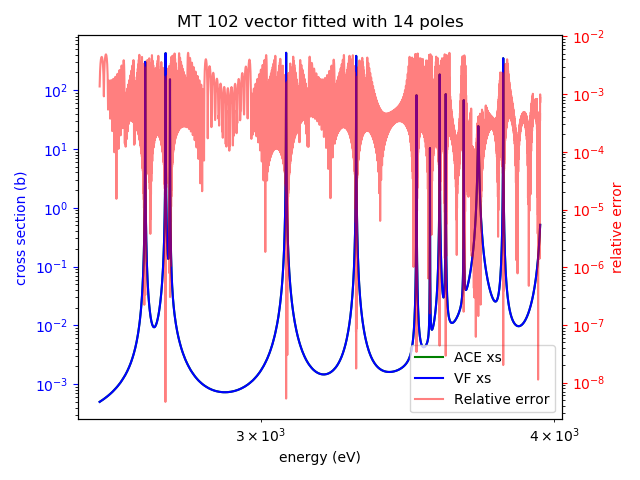 MT 102 vector fitted with 14 poles
cross section (b)
10²
10¹
10⁰
10⁻¹
10⁻²
10⁻³
10⁻²
10⁻³
10⁻⁴
10⁻⁵
10⁻⁶
10⁻⁷
10⁻⁸
relative error
ACE xs
VF xs
Relative error
3 × 10³
4 × 10³
energy (eV)